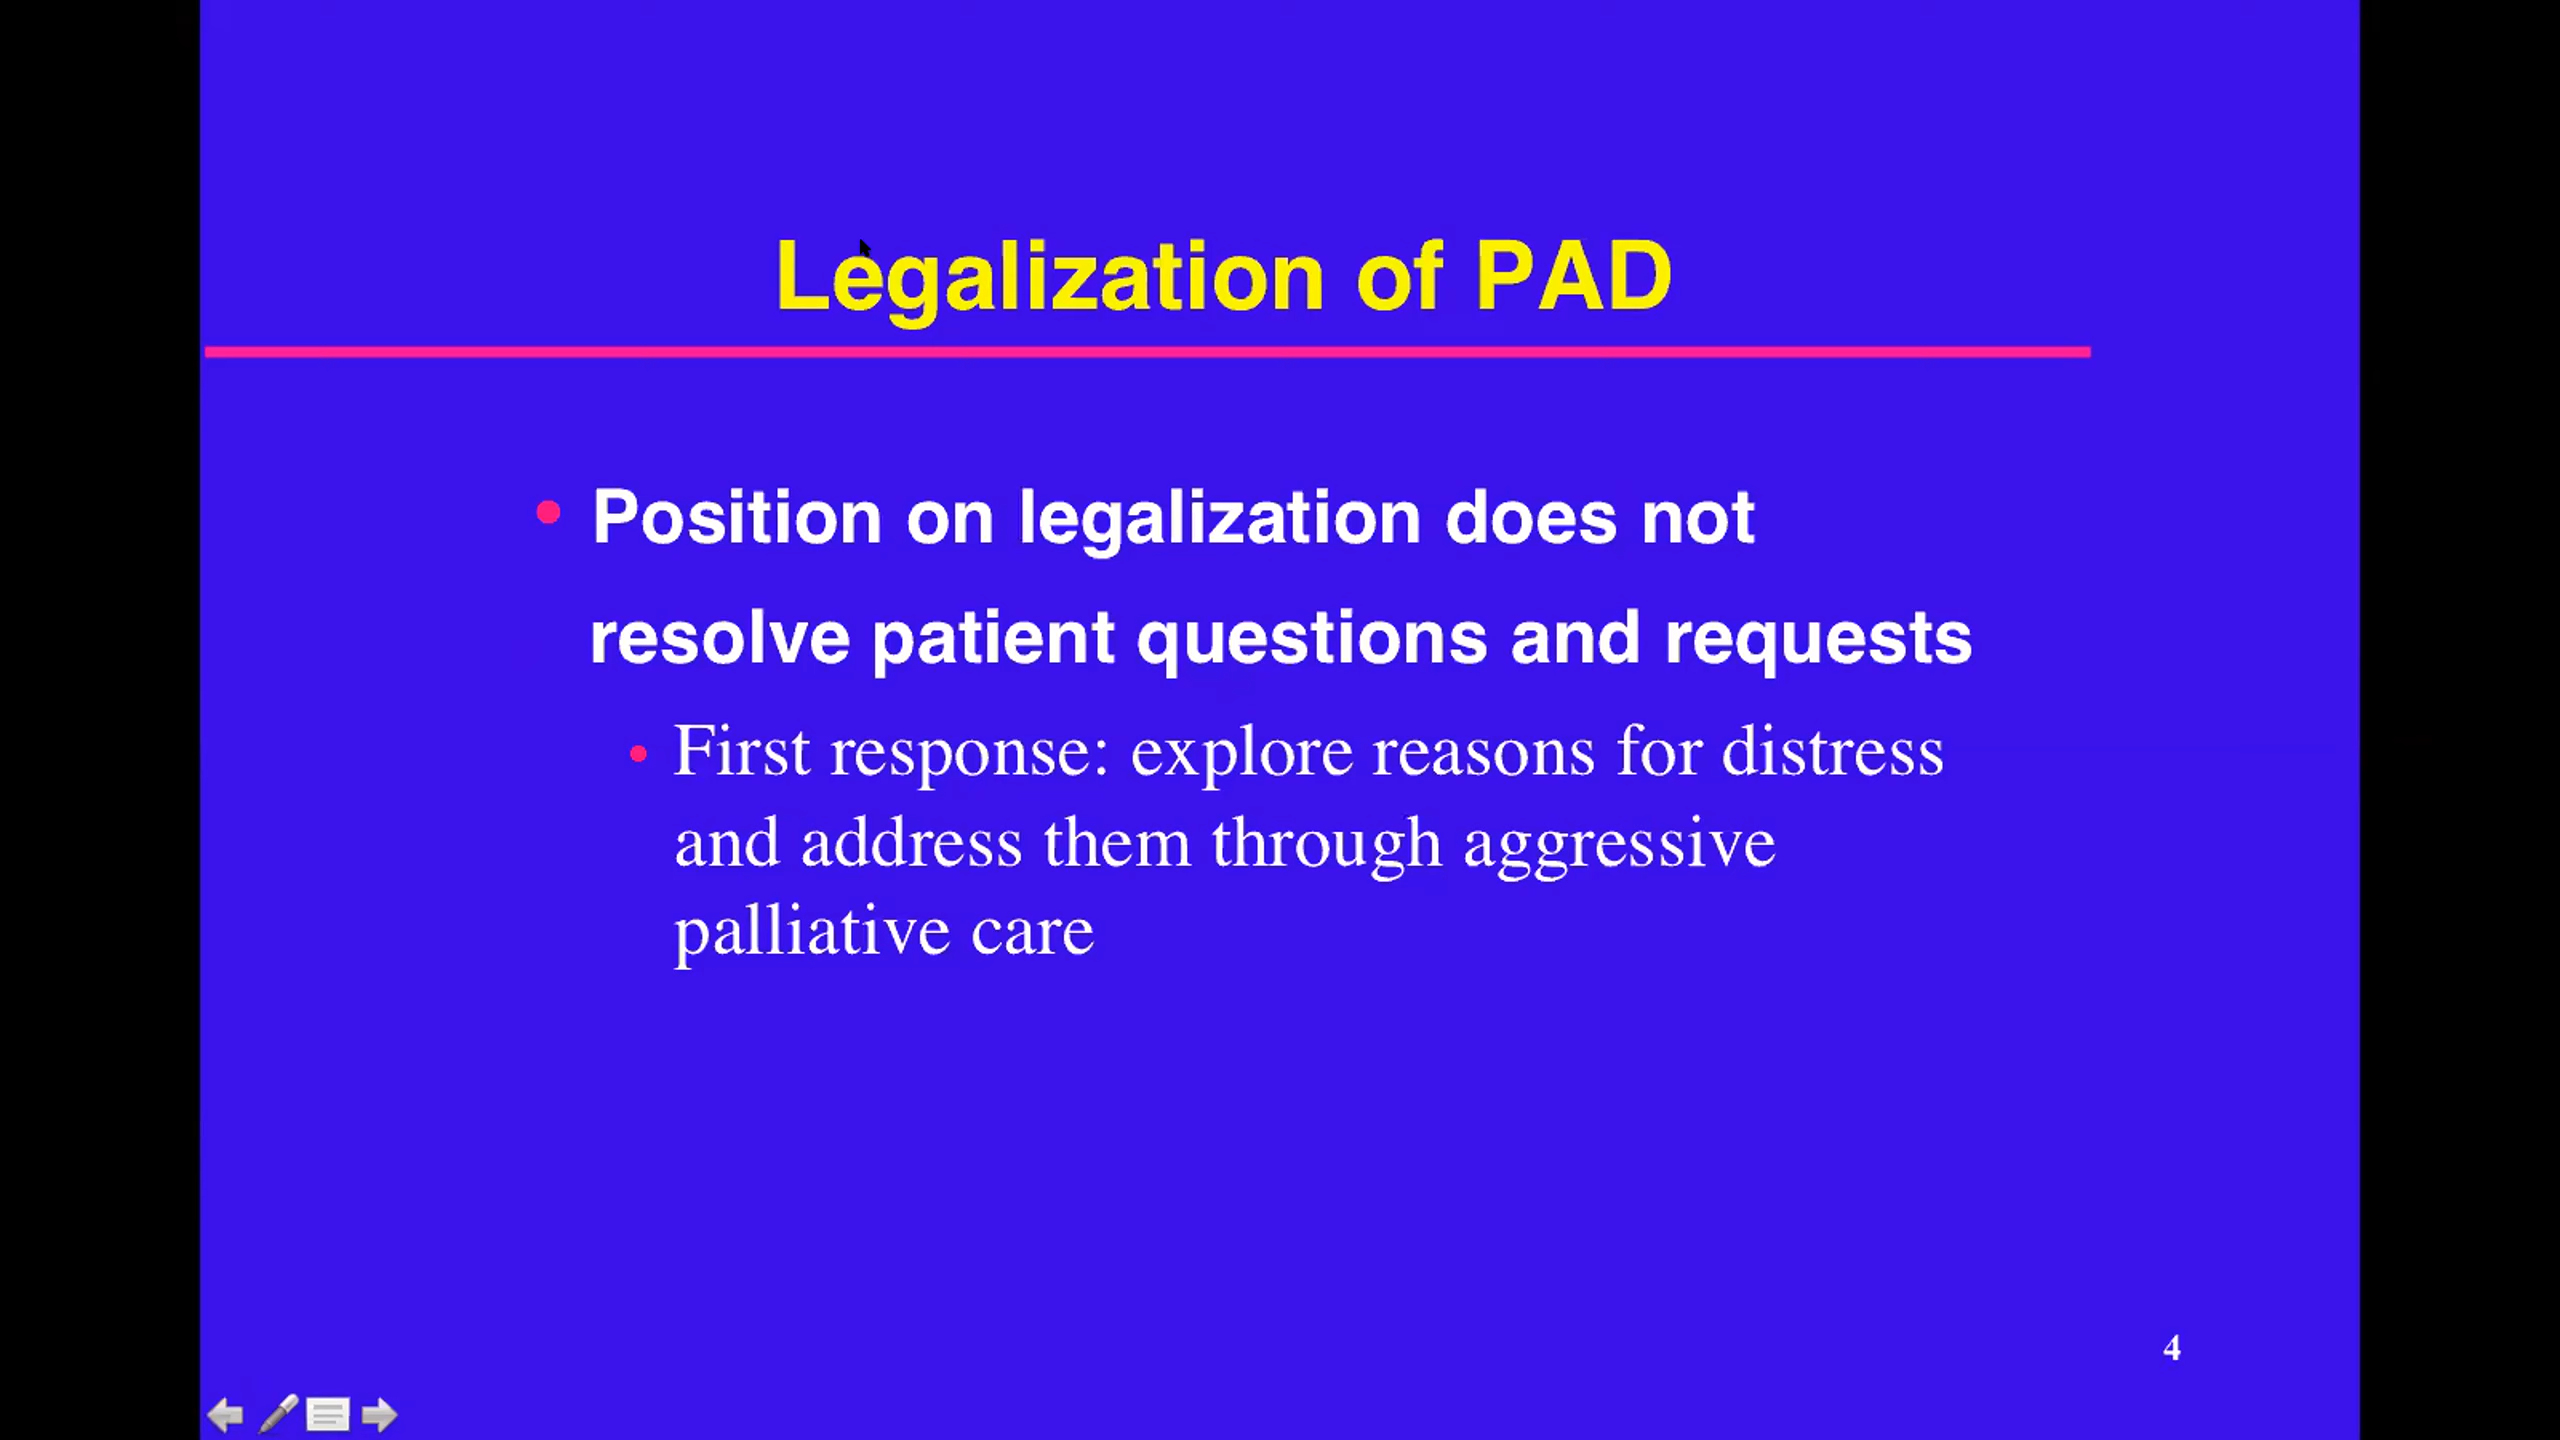 Legalization of PAD
• Position on legalization does not
resolve patient questions and requests
• First response: explore reasons for distress
and address them through aggressive
palliative care
4